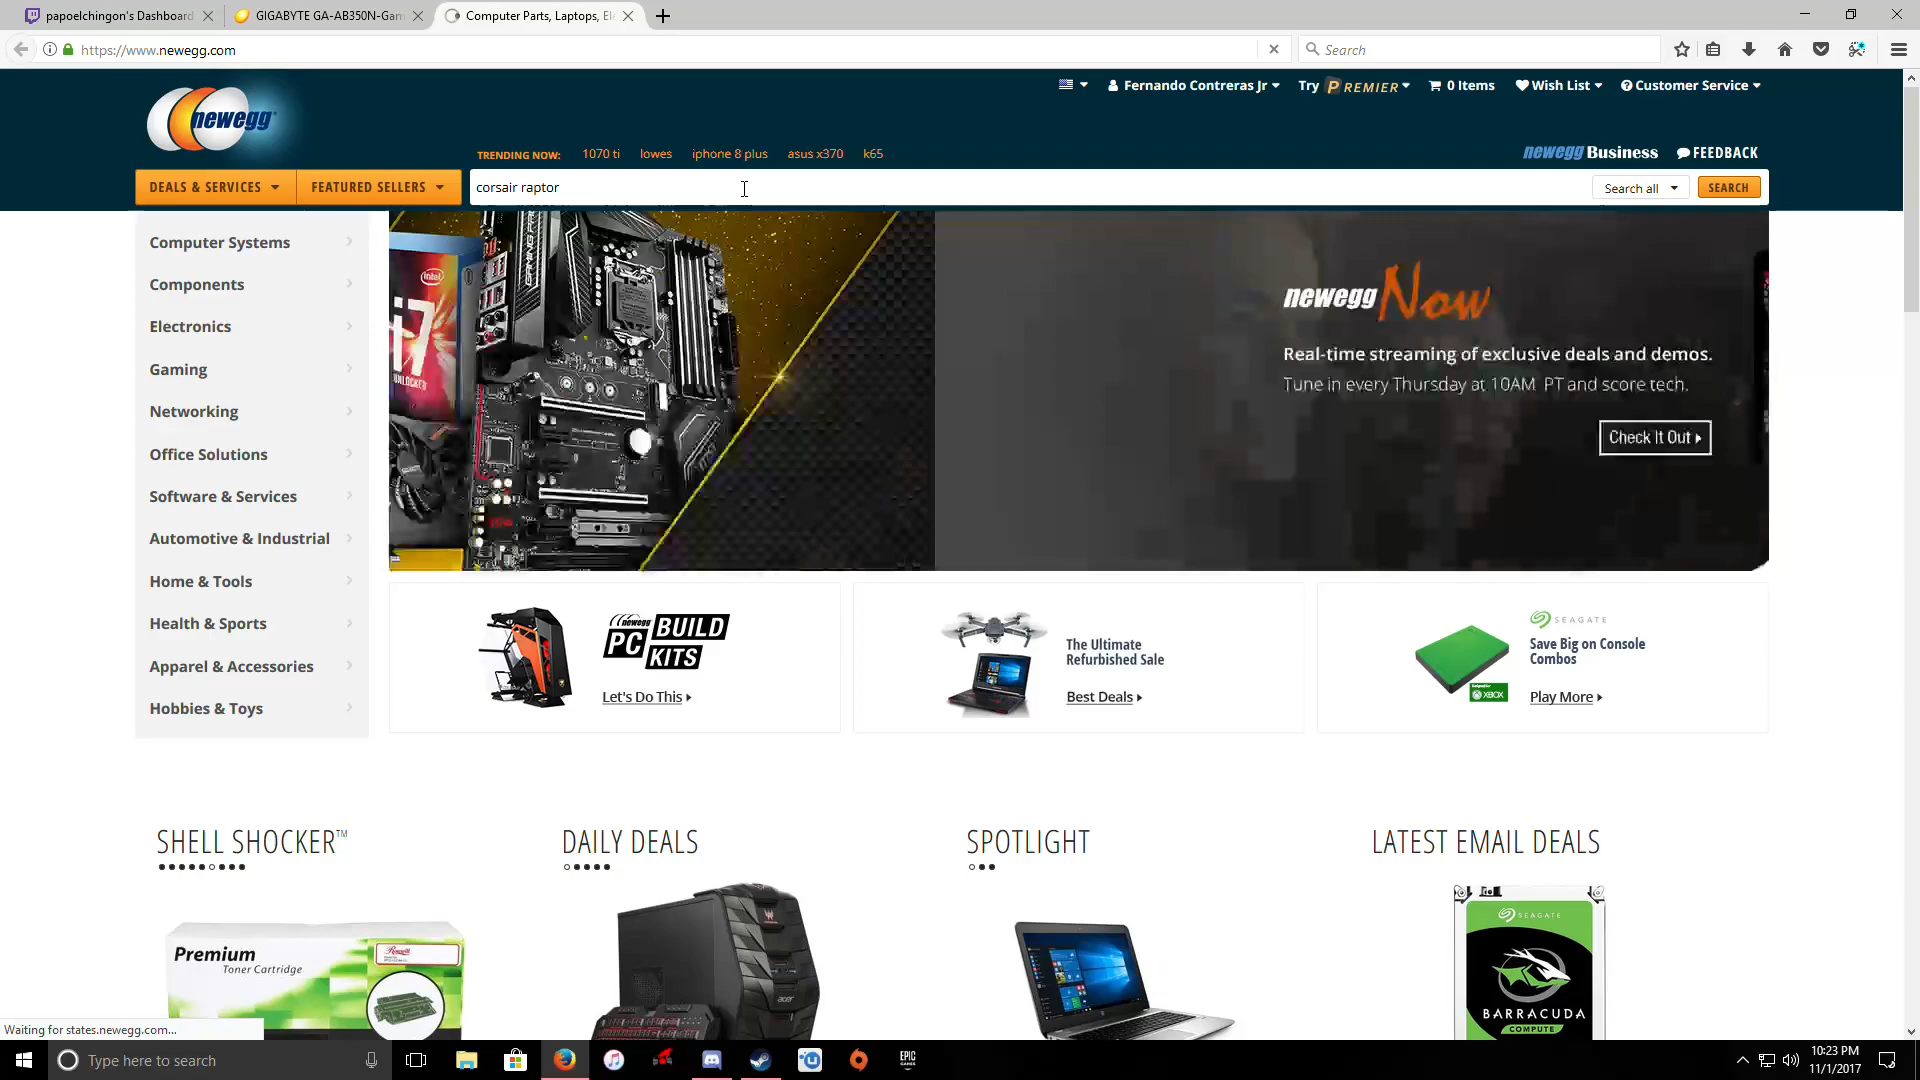 papoelchingon's Dashboard
GIGABYTE GA-AB350N-Gam
Computer Parts, Laptops, El
https://www.newegg.com
Search
Fernando Contreras Jr
Try PREMIER
0 Items
Wish List
Customer Service
newegg
TRENDING NOW: 1070 ti lowes iphone 8 plus asus x370 k65
newegg Business
FEEDBACK
DEALS & SERVICES
FEATURED SELLERS
corsair raptor
Search all
SEARCH
Computer Systems
Components
Electronics
Gaming
Networking
Office Solutions
Software & Services
Automotive & Industrial
Home & Tools
Health & Sports
Apparel & Accessories
Hobbies & Toys
intel
i7
UNLOCKED
GAMING PRO
newegg Now
Real-time streaming of exclusive deals and demos.
Tune in every Thursday at 10AM PT and score tech.
Check It Out
newegg
PC BUILD
KITS
Let's Do This
The Ultimate
Refurbished Sale
Best Deals
SEAGATE
Save Big on Console
Combos
XBOX
Play More
SHELL SHOCKER™
DAILY DEALS
SPOTLIGHT
LATEST EMAIL DEALS
Premium
Toner Cartridge
Rosewill
acer
SEAGATE
BARRACUDA
COMPUTE
Waiting for states.newegg.com...
Type here to search
EPIC
GAMES
10:23 PM
11/1/2017